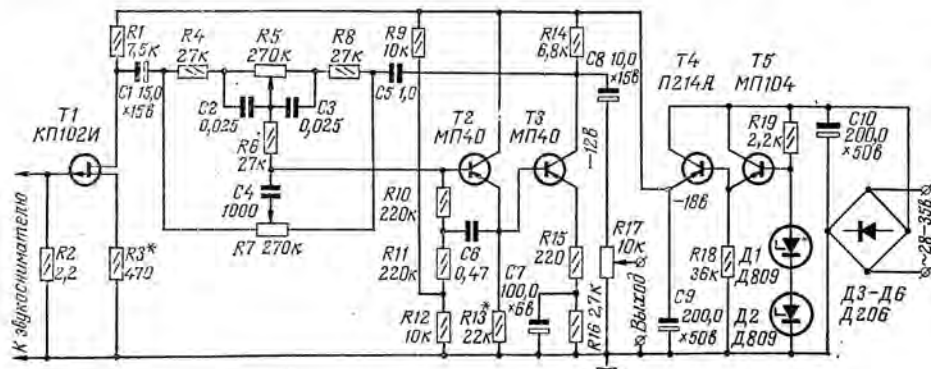 R1
7,5к
R4
27к
R5
270к
R8
27к
R9
10к
R14
6,8к
C8 10,0
×15в
T4
П214А
T5
МП104
C1 15,0
×15в
C2
0,025
C3
0,025
C5 1,0
T1
КП102И
R6
27к
T2
МП40
T3
МП40
-12В
R19
2,2к
C10
200,0
×50в
C4
1000
R10
220к
-18в
~28-35в
R7 270к
R17
10к
R2
2,2
R3*
470
R11
220к
C6
0,47
C7
100,0
×6в
R15
220
R18
36к
Д1
Д809
R12
10к
R13*
22к
R16 2,7к
C9
200,0
×50в
Д2
Д809
Д3-Д6
Д206
К звукоснимателю
Выход